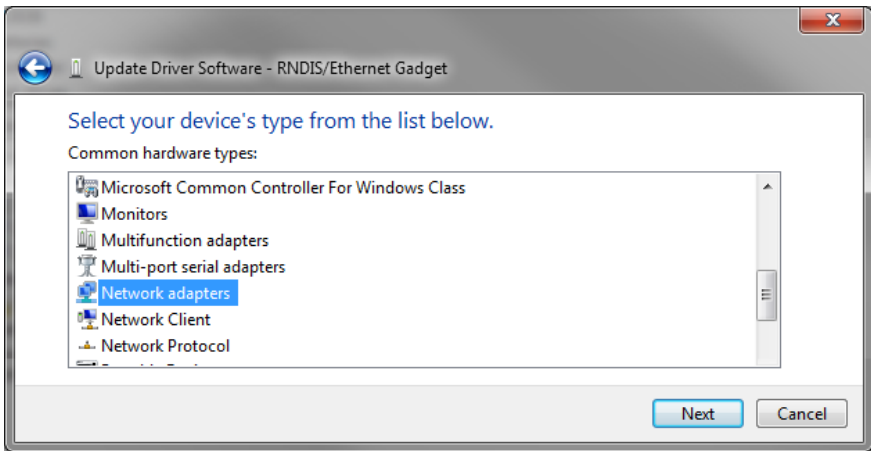 Update Driver Software - RNDIS/Ethernet Gadget
Select your device's type from the list below.
Common hardware types:
Microsoft Common Controller For Windows Class
Monitors
Multifunction adapters
Multi-port serial adapters
Network adapters
Network Client
Network Protocol
Next Cancel